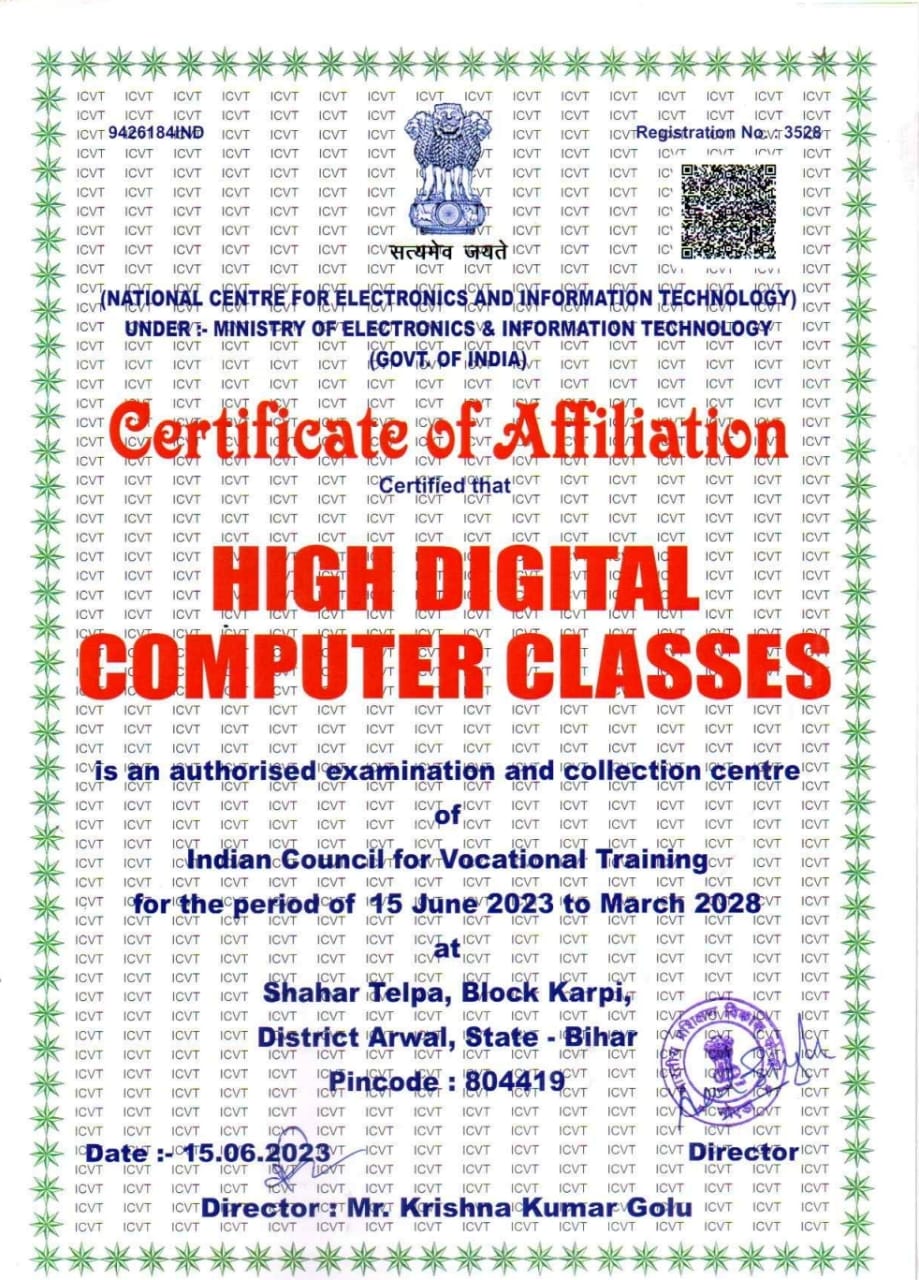 9426184IND
Registration No. : 3528
सत्यमेव जयते
(NATIONAL CENTRE FOR ELECTRONICS AND INFORMATION TECHNOLOGY)
UNDER :- MINISTRY OF ELECTRONICS & INFORMATION TECHNOLOGY
(GOVT. OF INDIA)
Certificate of Affiliation
Certified that
HIGH DIGITAL
COMPUTER CLASSES
is an authorised examination and collection centre
of
Indian Council for Vocational Training
for the period of 15 June 2023 to March 2028
at
Shahar Telpa, Block Karpi,
District Arwal, State - Bihar
Pincode : 804419
Date :- 15.06.2023
Director
Director : Mr. Krishna Kumar Golu
ICVT